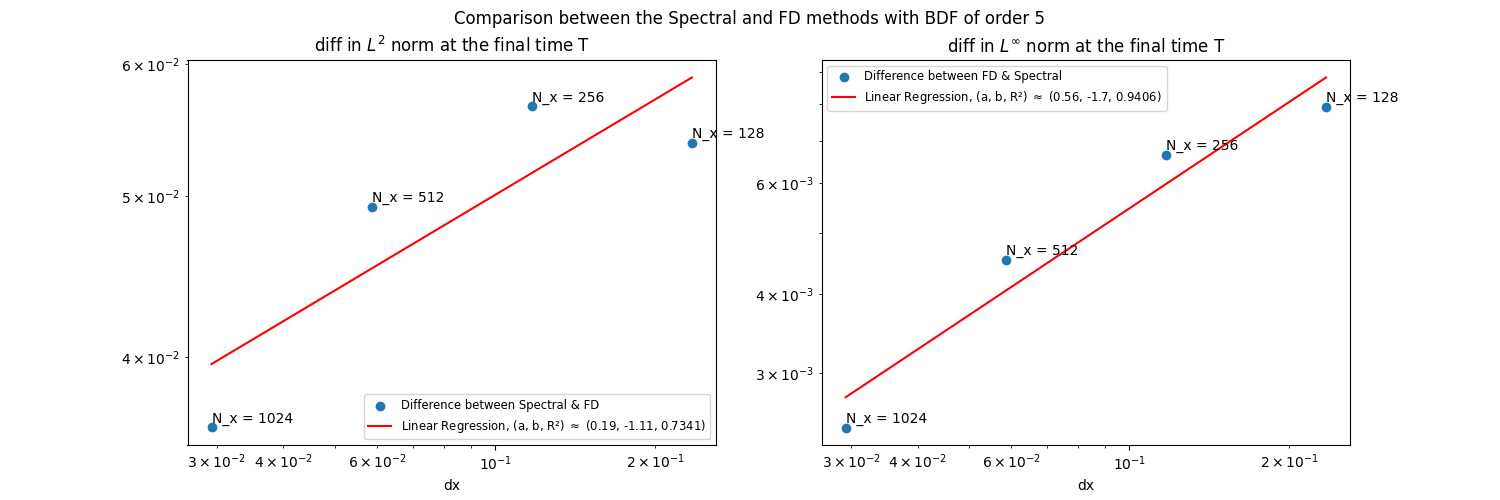 Comparison between the Spectral and FD methods with BDF of order 5
diff in $L^2$ norm at the final time T
6 × 10⁻²
5 × 10⁻²
4 × 10⁻²
N_x = 256
N_x = 128
N_x = 512
N_x = 1024
Difference between Spectral & FD
Linear Regression, (a, b, R²) ≈ (0.19, -1.11, 0.7341)
3 × 10⁻² 4 × 10⁻² 6 × 10⁻² 10⁻¹ 2 × 10⁻¹
dx
diff in $L^∞$ norm at the final time T
Difference between FD & Spectral
Linear Regression, (a, b, R²) ≈ (0.56, -1.7, 0.9406)
6 × 10⁻³
4 × 10⁻³
3 × 10⁻³
N_x = 128
N_x = 256
N_x = 512
N_x = 1024
3 × 10⁻² 4 × 10⁻² 6 × 10⁻² 10⁻¹ 2 × 10⁻¹
dx